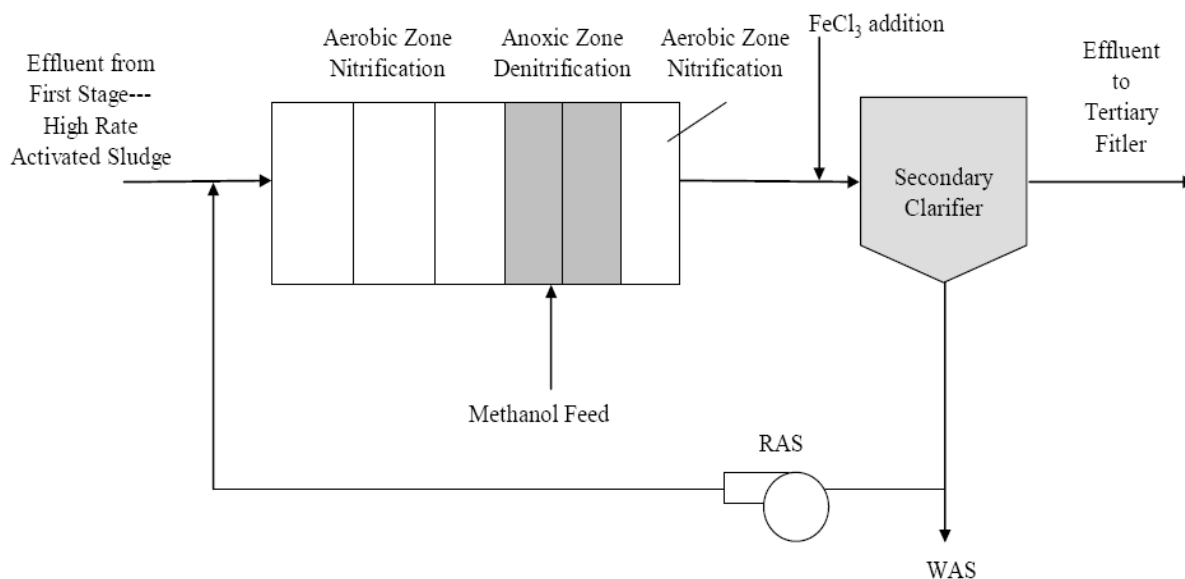 Effluent from
First Stage---
High Rate
Activated Sludge
Aerobic Zone
Nitrification
Anoxic Zone
Denitrification
Aerobic Zone
Nitrification
FeCl3 addition
Effluent
to
Tertiary
Fitler
Secondary
Clarifier
Methanol Feed
RAS
WAS